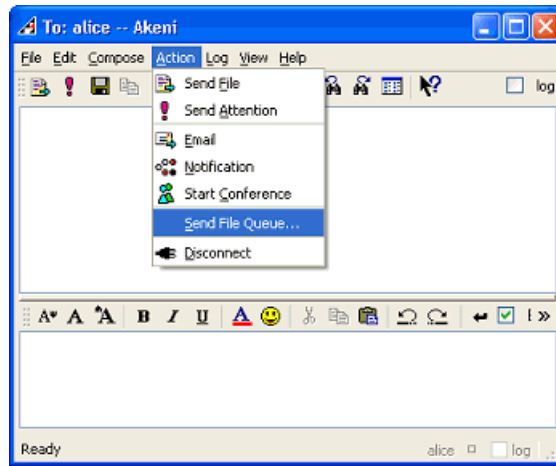 To: alice -- Akeni
File Edit Compose Action Log View Help
log
Send File
Send Attention
Email
Notification
Start Conference
Send File Queue...
Disconnect
A A A B I U A
Ready alice log